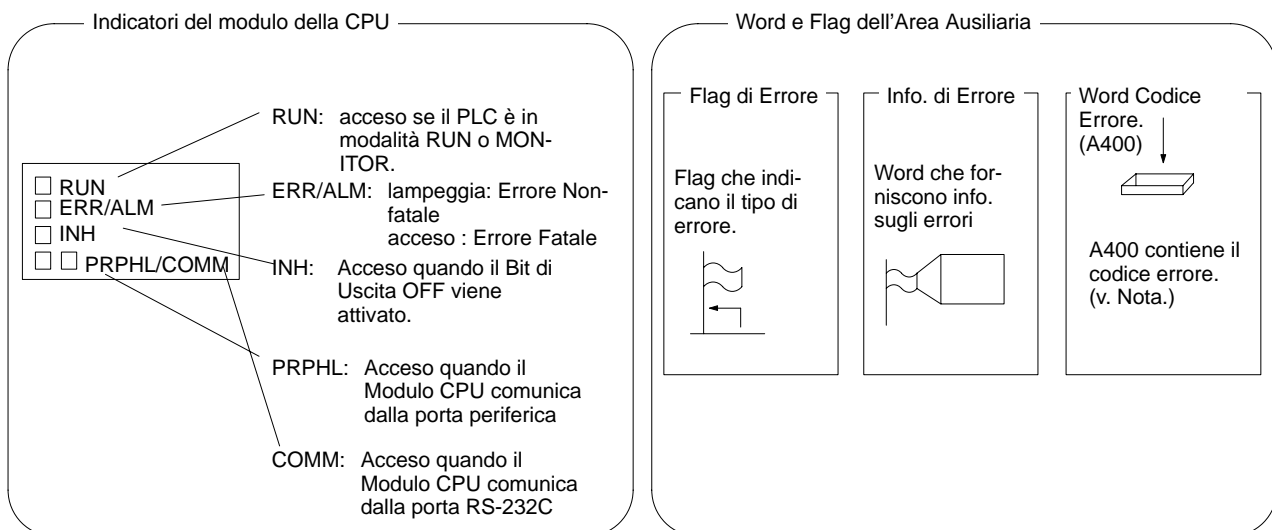 Indicatori del modulo della CPU
RUN
ERR/ALM
INH
PRPHL/COMM
RUN: acceso se il PLC è in
modalità RUN o MON-
ITOR.
ERR/ALM: lampeggia: Errore Non-
fatale
acceso : Errore Fatale
INH: Acceso quando il Bit di
Uscita OFF viene
attivato.
PRPHL: Acceso quando il
Modulo CPU comunica
dalla porta periferica
COMM: Acceso quando il
Modulo CPU comunica
dalla porta RS-232C
Word e Flag dell'Area Ausiliaria
Flag di Errore
Flag che indi-
cano il tipo di
errore.
Info. di Errore
Word che for-
niscono info.
sugli errori
Word Codice
Errore.
(A400)
A400 contiene il
codice errore.
(v. Nota.)